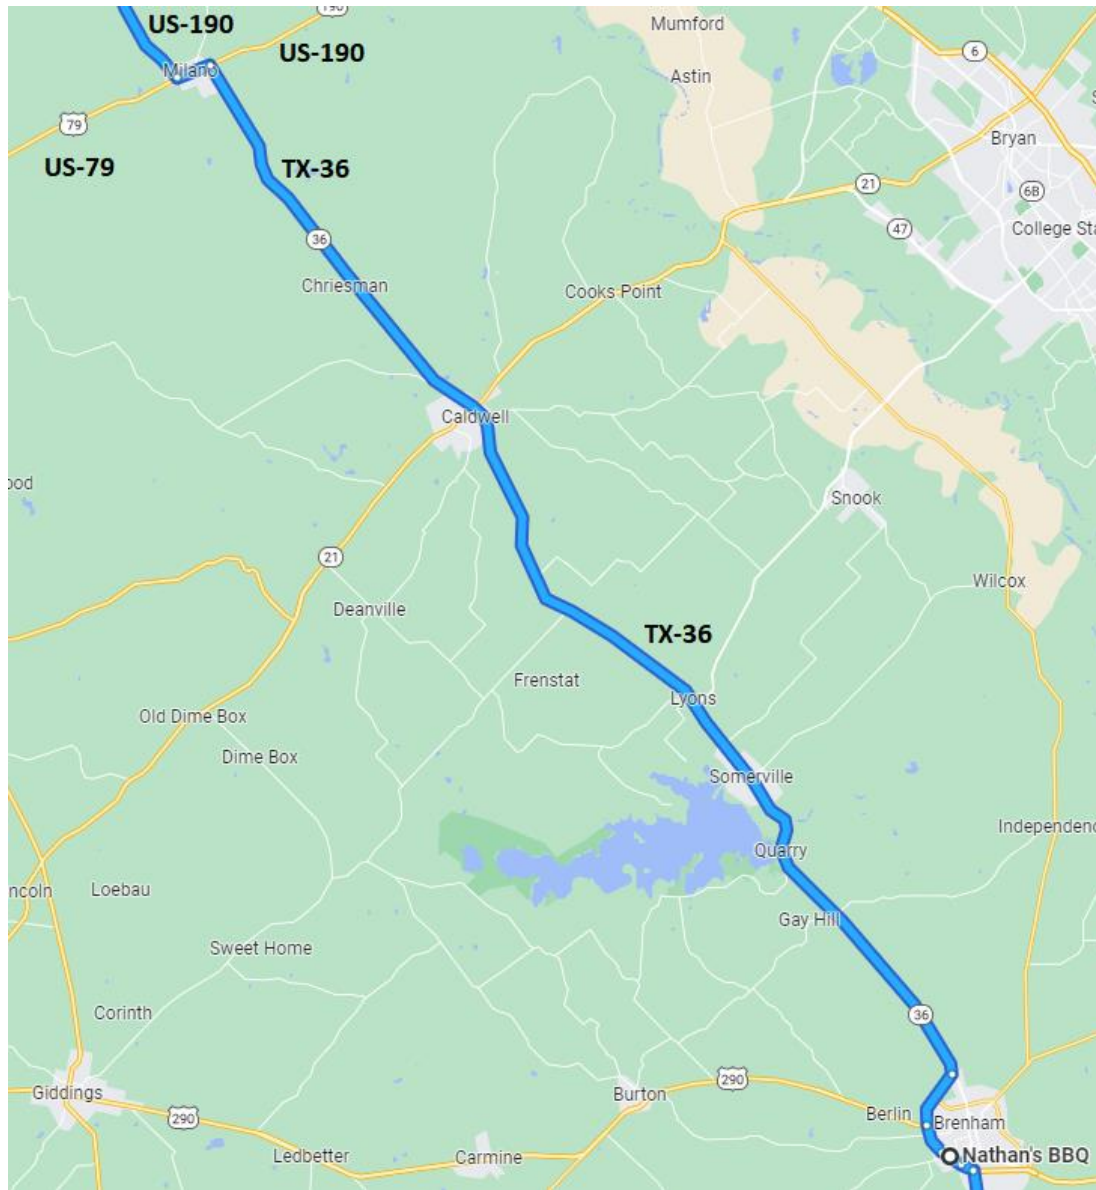 190
US-190
Mumford
6
US-190
Milano
Astin
79
Bryan
US-79
TX-36
21
6B
47
College Sta
36
Chriesman
Cooks Point
Caldwell
ood
Snook
21
Wilcox
Deanville
TX-36
Frenstat
Lyons
Old Dime Box
Dime Box
Somerville
Independenc
Quarry
ncoln
Loebau
Gay Hill
Sweet Home
Corinth
36
Giddings
290
Burton
290
Berlin
Brenham
Ledbetter
Carmine
Nathan's BBQ